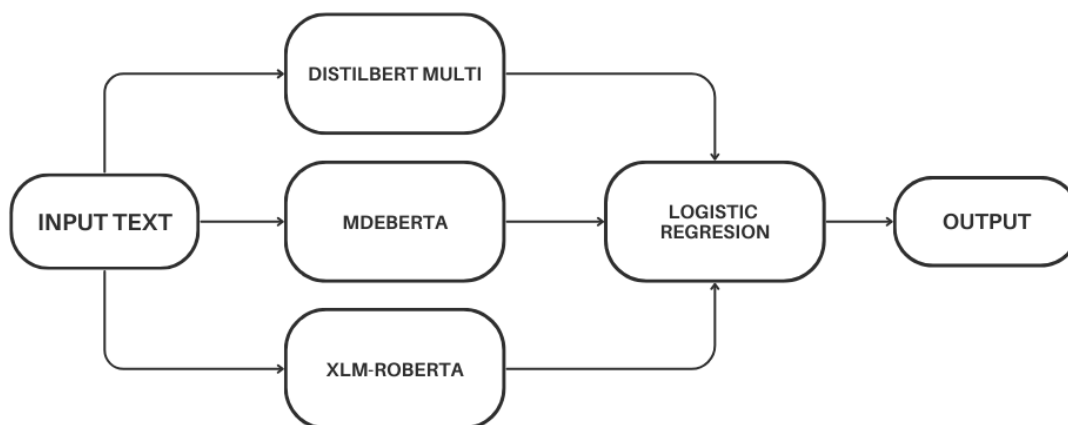 DISTILBERT MULTI
INPUT TEXT
MDEBERTA
LOGISTIC
REGRESION
OUTPUT
XLM-ROBERTA